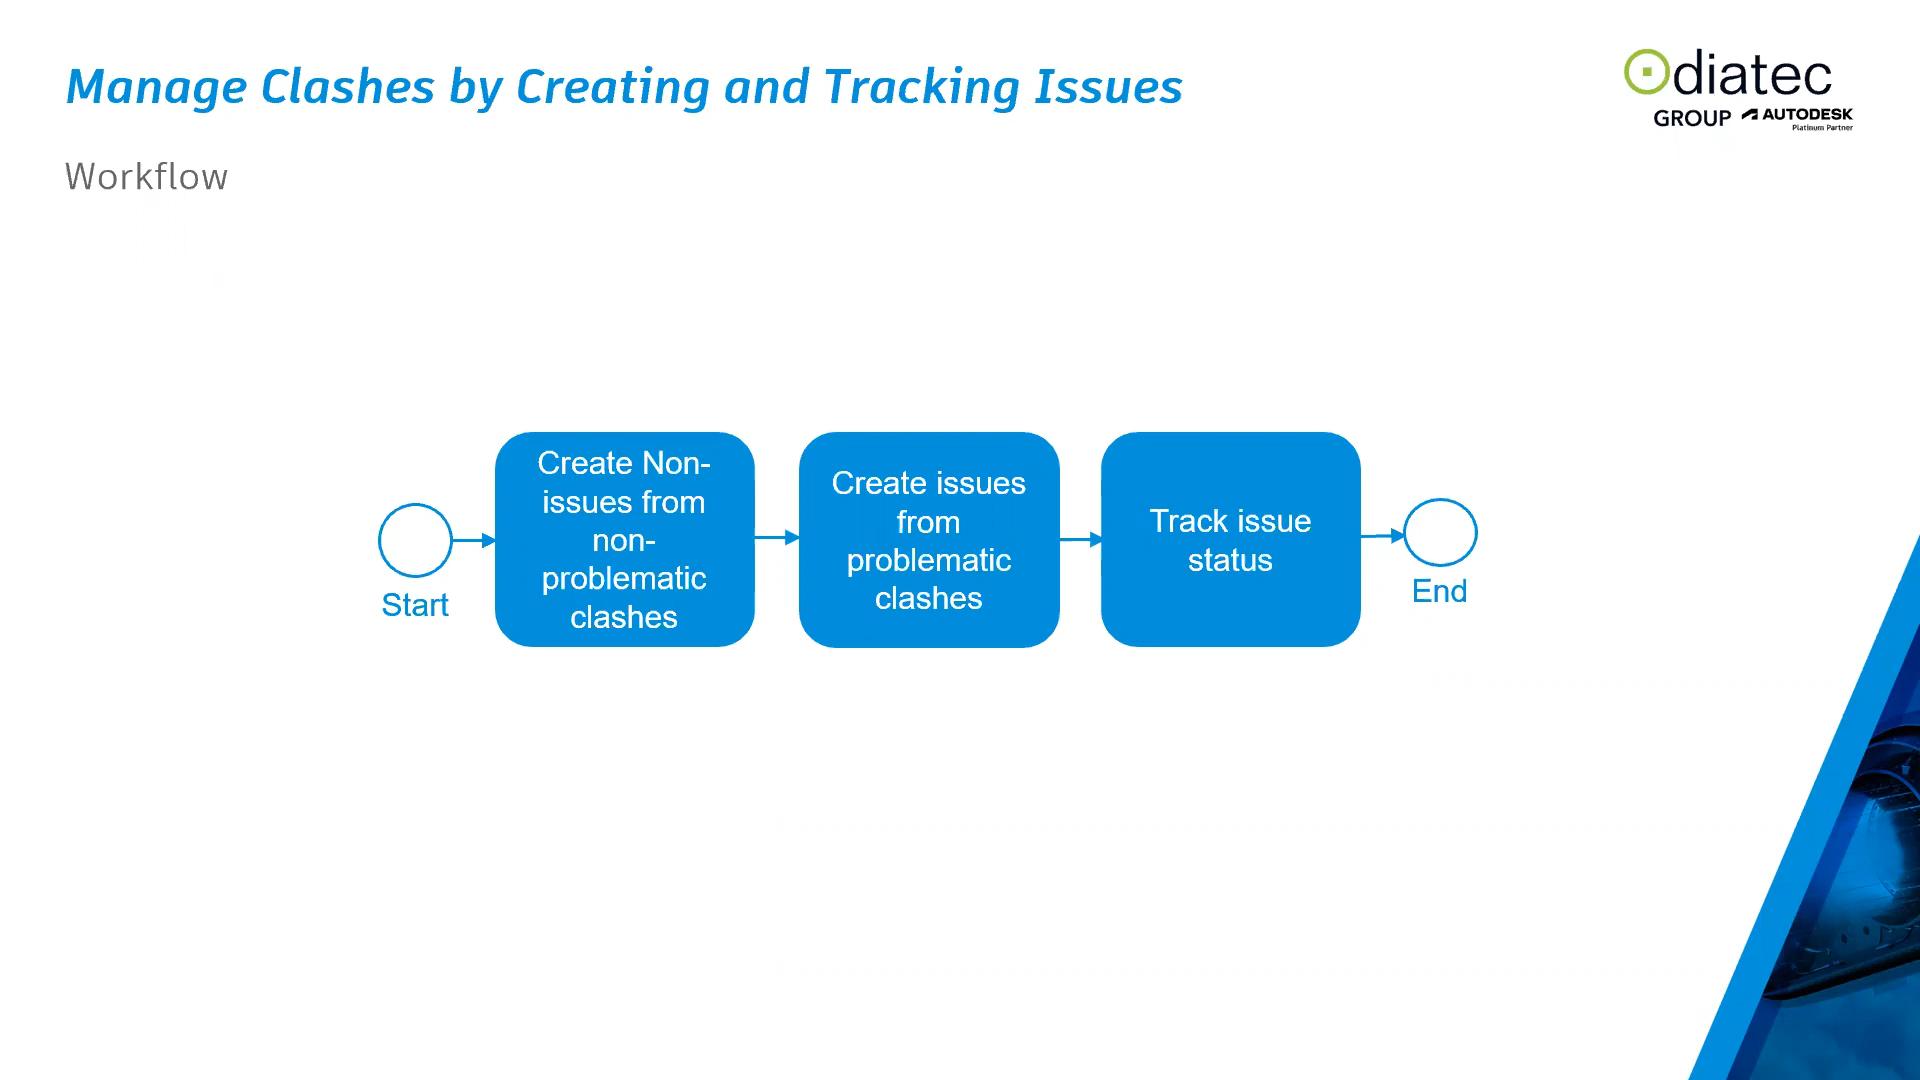 Manage Clashes by Creating and Tracking Issues
diatec
GROUP AUTODESK
Platinum Partner
Workflow
Create Non-
issues from
non-
problematic
clashes
Create issues
from
problematic
clashes
Track issue
status
Start
End